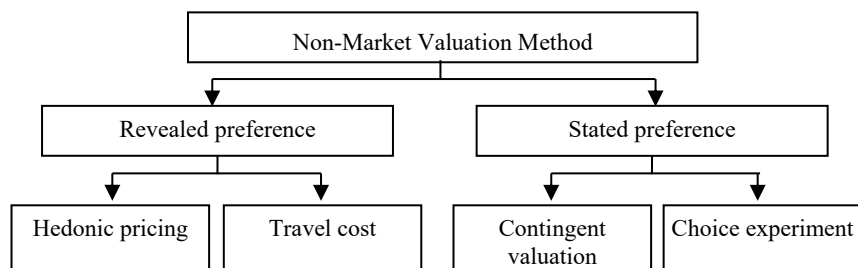 Non-Market Valuation Method
Revealed preference
Stated preference
Hedonic pricing
Travel cost
Contingent
valuation
Choice experiment